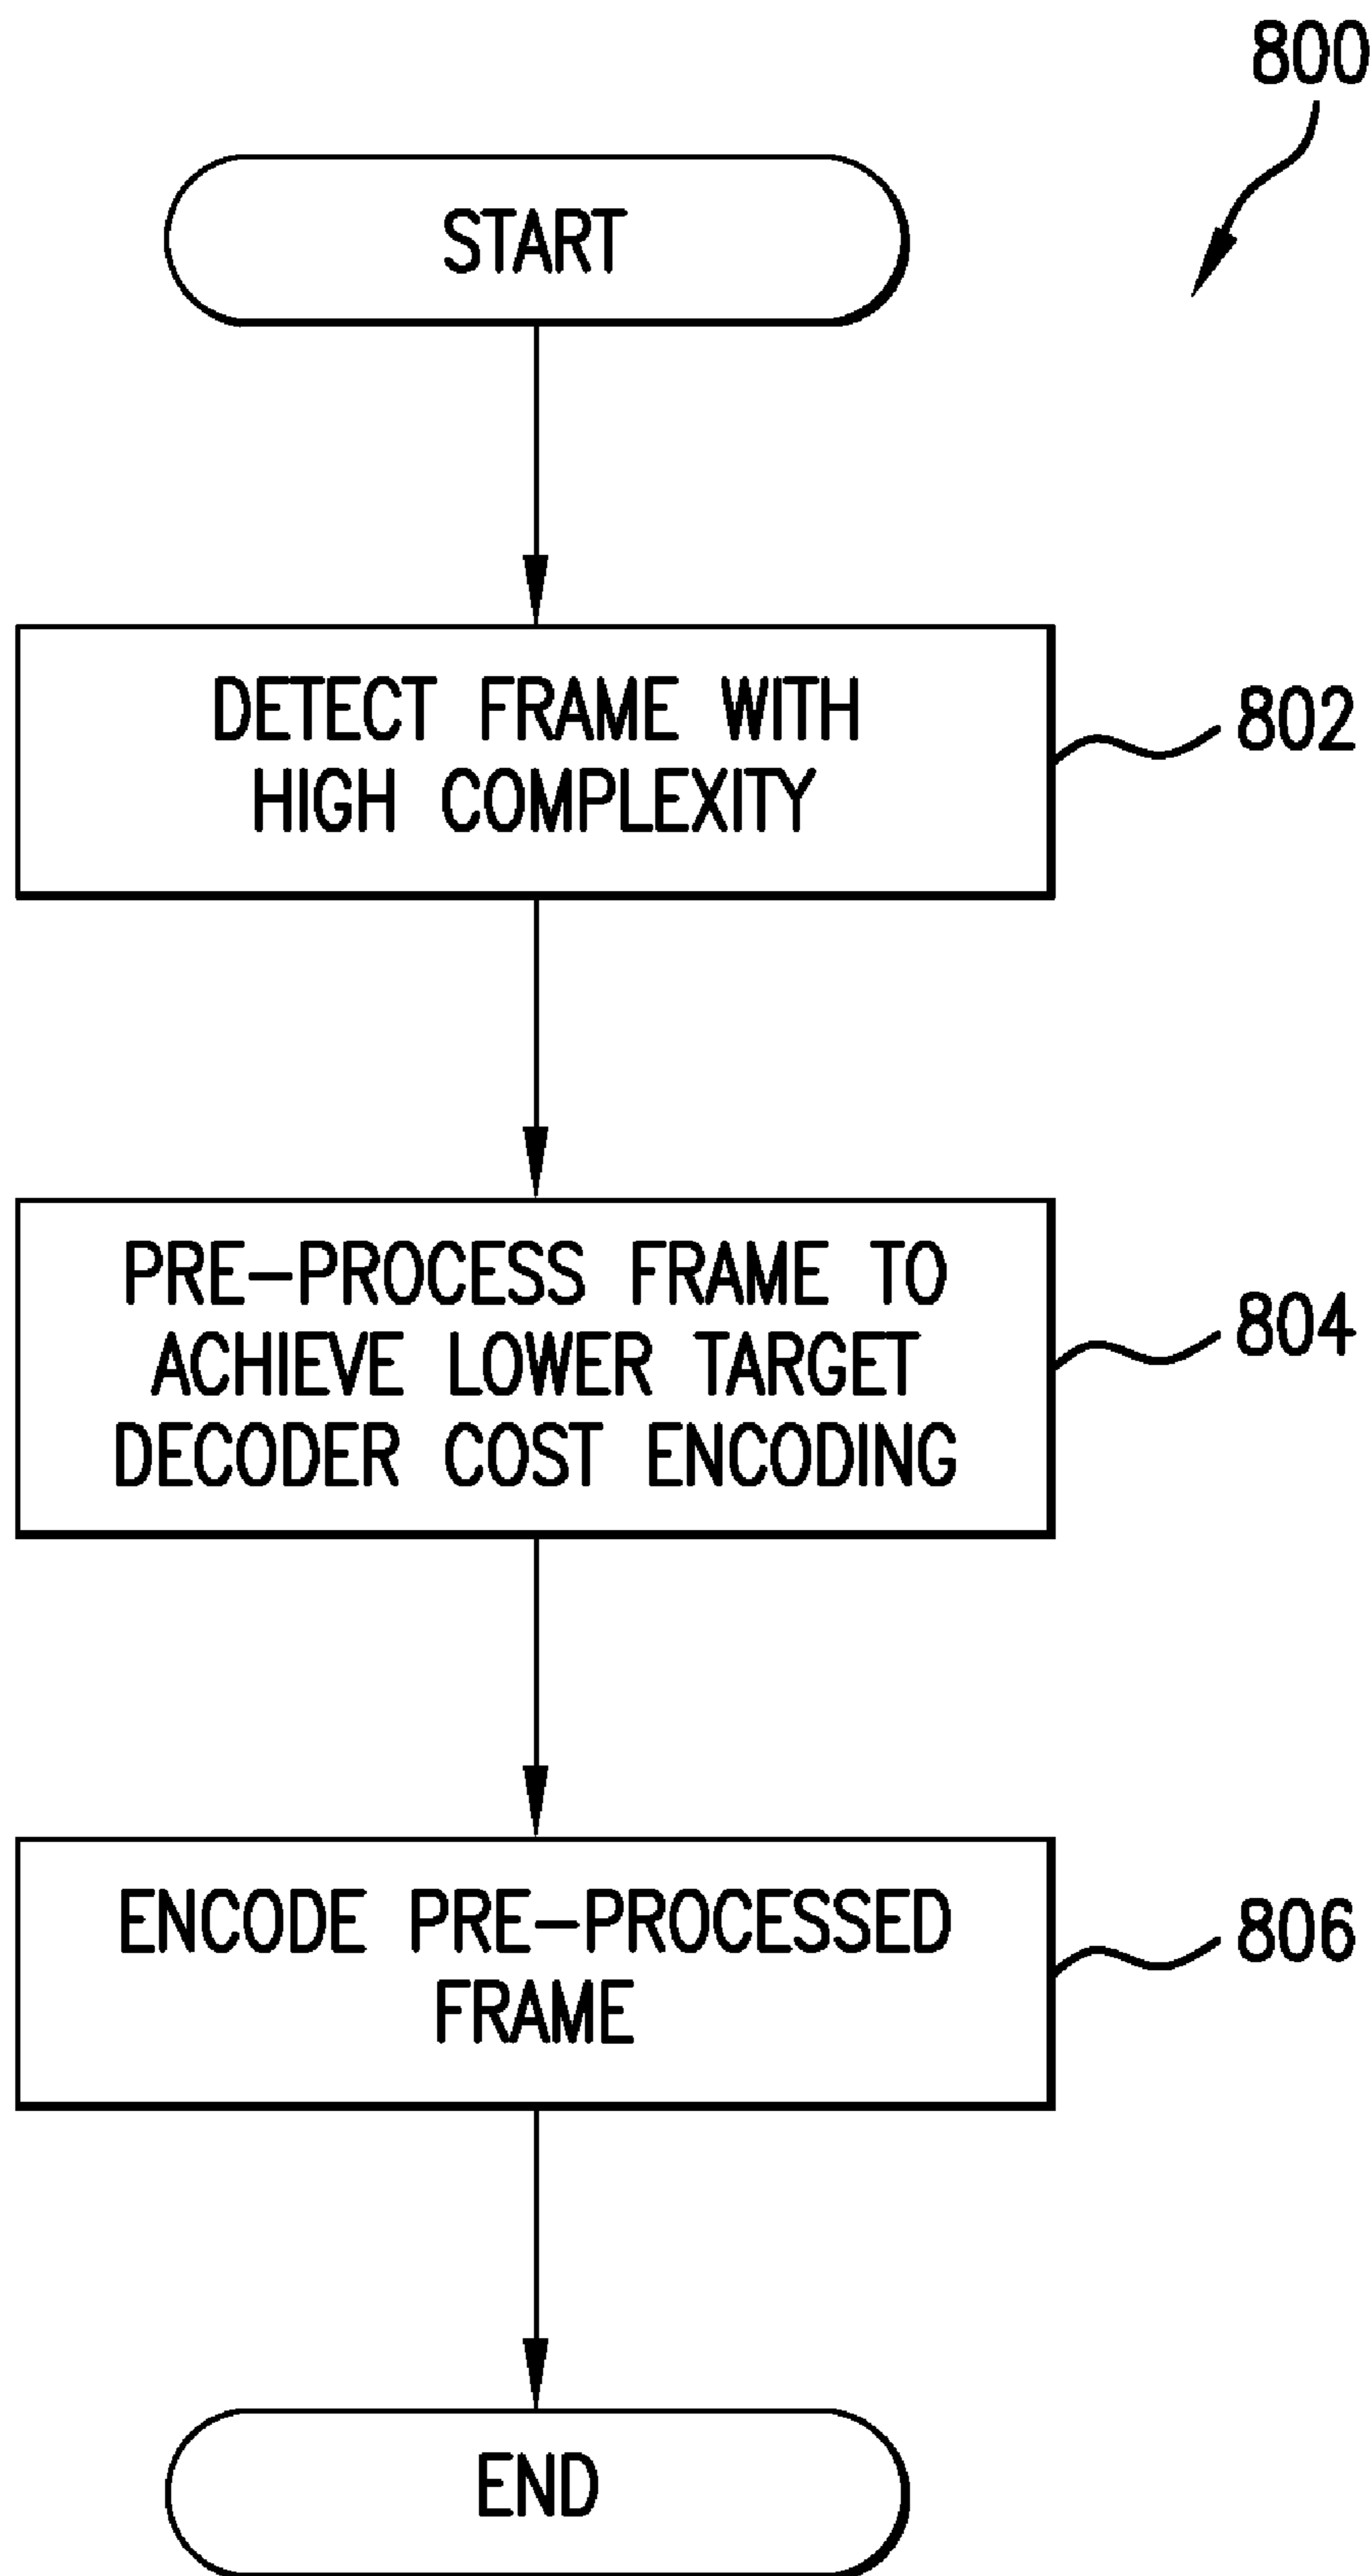 800
START
DETECT FRAME WITH
HIGH COMPLEXITY
802
PRE-PROCESS FRAME TO
ACHIEVE LOWER TARGET
DECODER COST ENCODING
804
ENCODE PRE-PROCESSED
FRAME
806
END